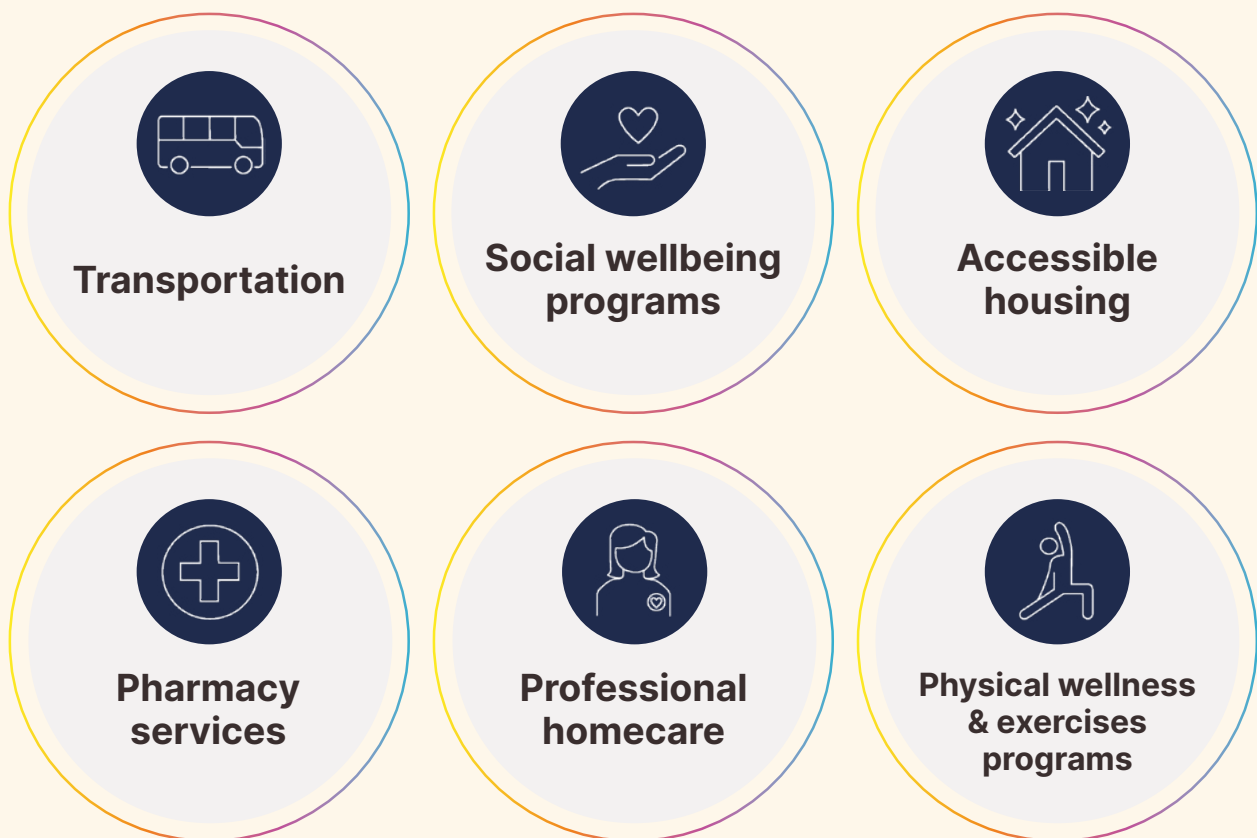 Transportation
Social wellbeing
programs
Accessible
housing
Pharmacy
services
Professional
homecare
Physical wellness
& exercises
programs